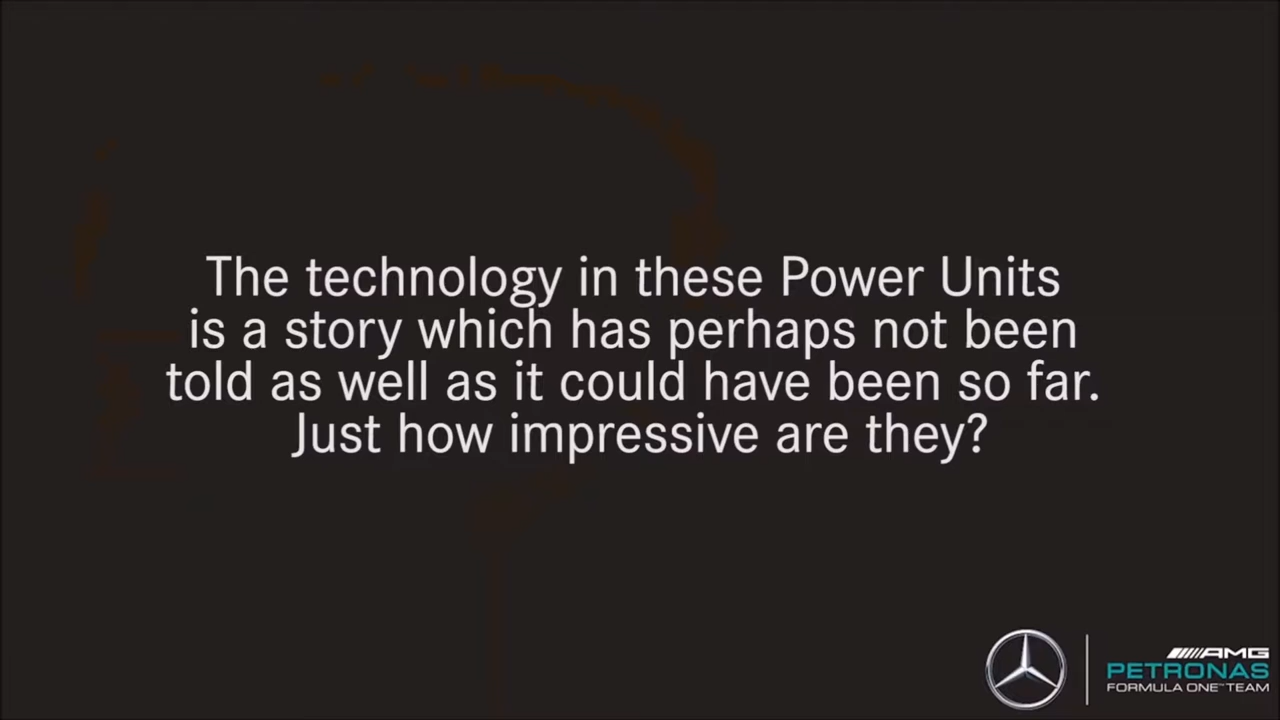 The technology in these Power Units
is a story which has perhaps not been
told as well as it could have been so far.
Just how impressive are they?
AMG
PETRONAS
FORMULA ONE™ TEAM